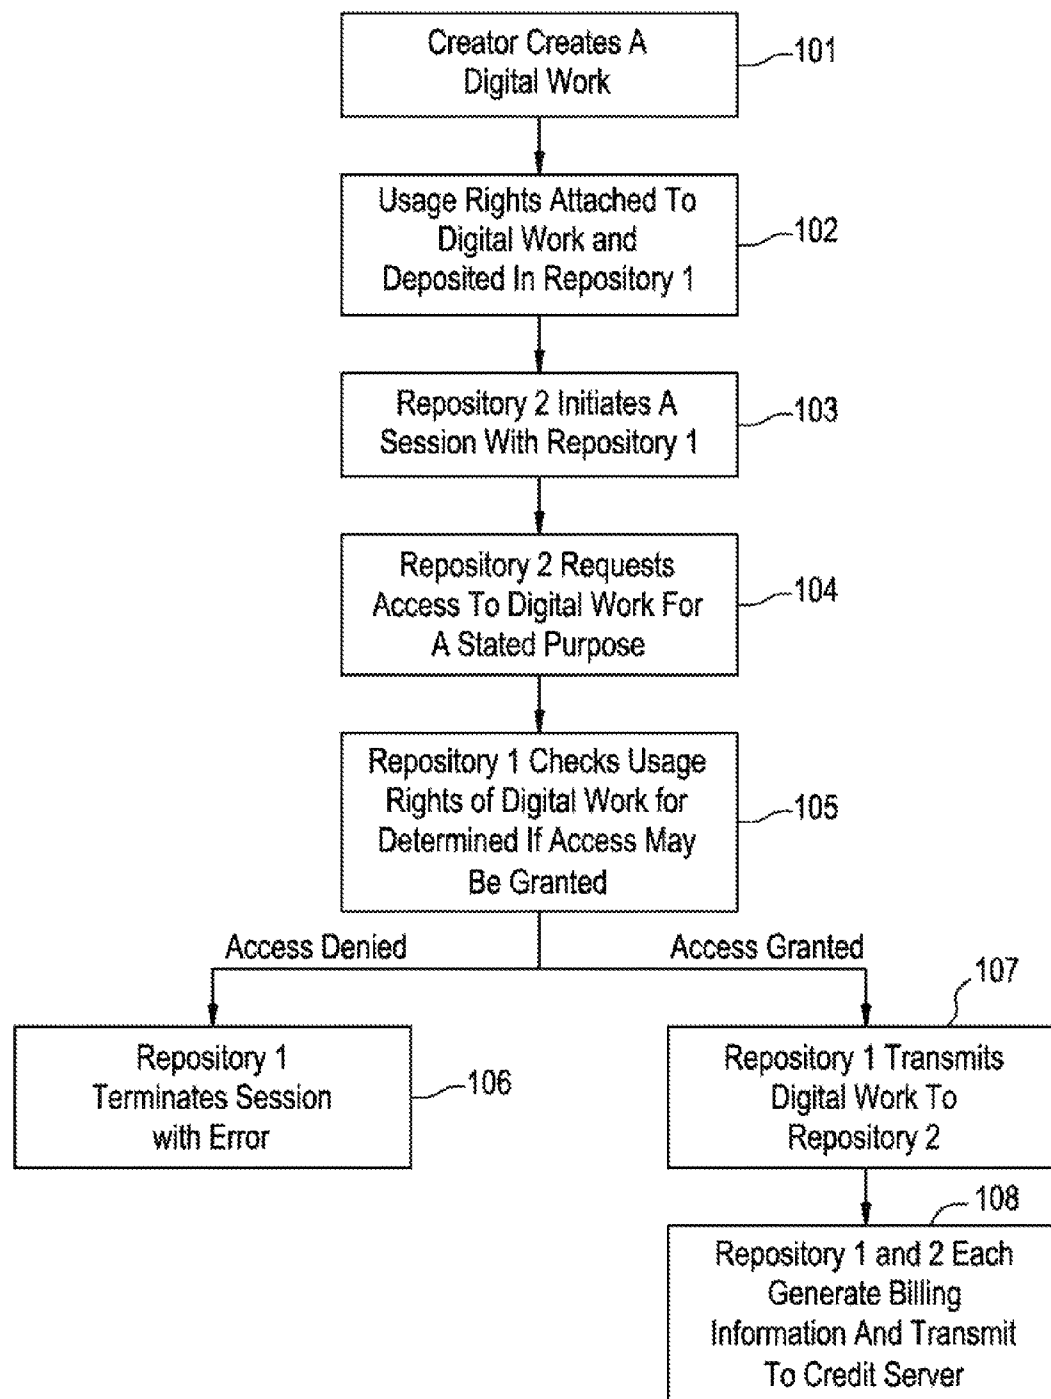 Creator Creates A
Digital Work
101
Usage Rights Attached To
Digital Work and
Deposited In Repository 1
102
Repository 2 Initiates A
Session With Repository 1
103
Repository 2 Requests
Access To Digital Work For
A Stated Purpose
104
Repository 1 Checks Usage
Rights of Digital Work for
Determined If Access May
Be Granted
105
Access Denied
Access Granted
Repository 1
Terminates Session
with Error
106
107
Repository 1 Transmits
Digital Work To
Repository 2
108
Repository 1 and 2 Each
Generate Billing
Information And Transmit
To Credit Server